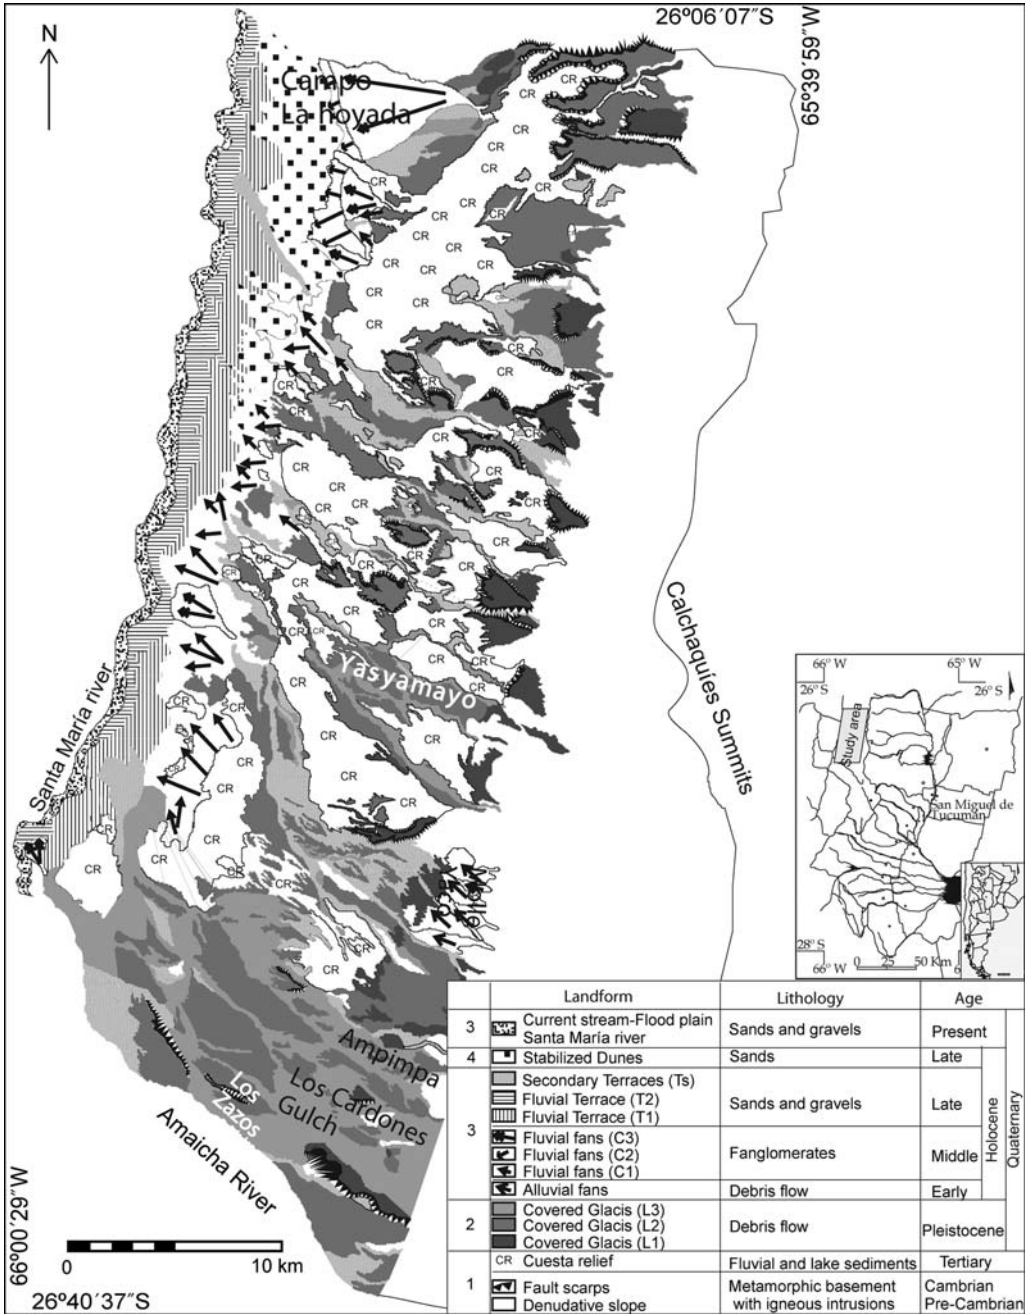 26º06´07"S
65º39´59"W
N
Campo
La hoyada
CR
Santa María river
Yasyamayo
Calchaquíes Summits
Ampimpa
Los Cardones
Gulch
Los
Zazos
Amaicha River
66º00´29"W
0 10 km
26º40´37"S
66º W 65º W
26º S 26º S
Study area
San Miguel de
Tucumán
28º S
66º W 0 25 50 Km
Landform Lithology Age
3 Current stream-Flood plain
Santa María river Sands and gravels Present
4 Stabilized Dunes Sands Late
3 Secondary Terraces (Ts)
Fluvial Terrace (T2) Sands and gravels Late
Fluvial Terrace (T1)
Fluvial fans (C3)
Fluvial fans (C2) Fanglomerates Middle
Fluvial fans (C1)
Alluvial fans Debris flow Early
Holocene
Quaternary
2 Covered Glacis (L3)
Covered Glacis (L2) Debris flow Pleistocene
Covered Glacis (L1)
1 CR Cuesta relief Fluvial and lake sediments Tertiary
Fault scarps Metamorphic basement Cambrian
Denudative slope with igneous intrusions Pre-Cambrian